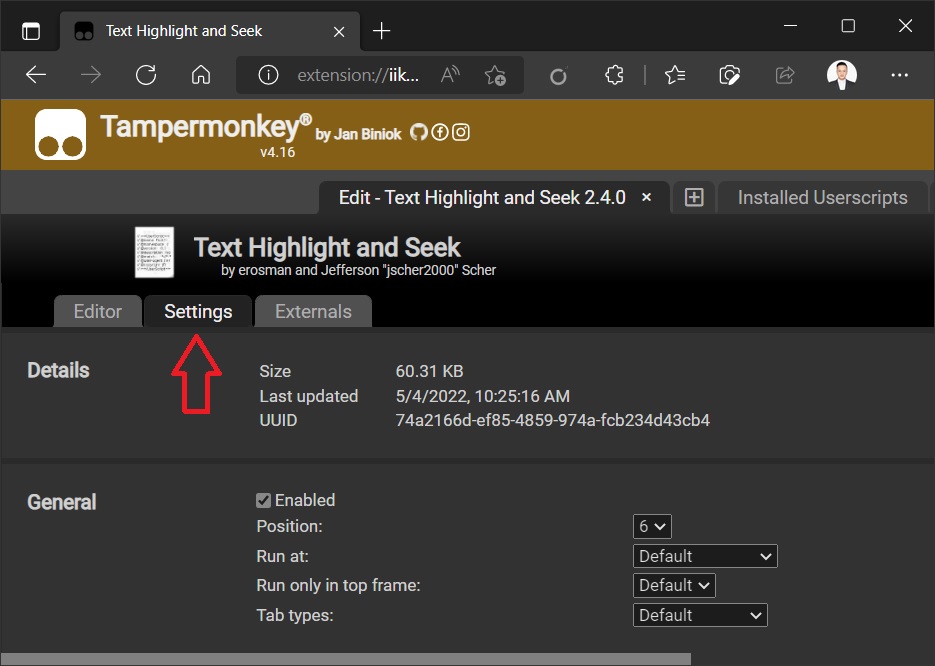 Text Highlight and Seek
extension://iik...
Tampermonkey® by Jan Biniok
v4.16
Edit - Text Highlight and Seek 2.4.0 × Installed Userscripts
Text Highlight and Seek
by erosman and Jefferson "jscher2000" Scher
Editor Settings Externals
Details Size 60.31 KB
Last updated 5/4/2022, 10:25:16 AM
UUID 74a2166d-ef85-4859-974a-fcb234d43cb4
General Enabled
Position: 6
Run at: Default
Run only in top frame: Default
Tab types: Default